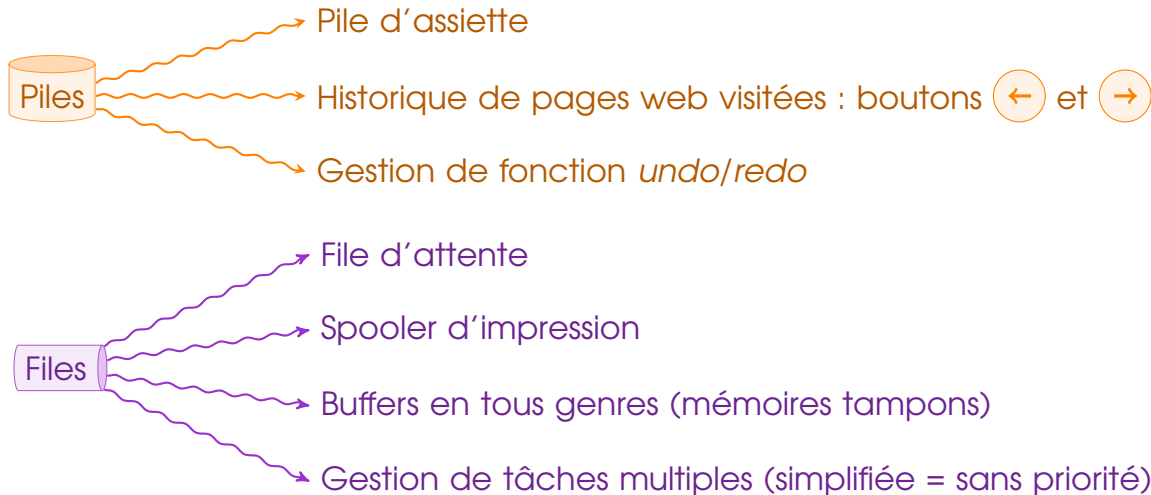 Pile d'assiette
Piles
Historique de pages web visitées : boutons ← et →
Gestion de fonction undo/redo
File d'attente
Spooler d'impression
Files
Buffers en tous genres (mémoires tampons)
Gestion de tâches multiples (simplifiée = sans priorité)